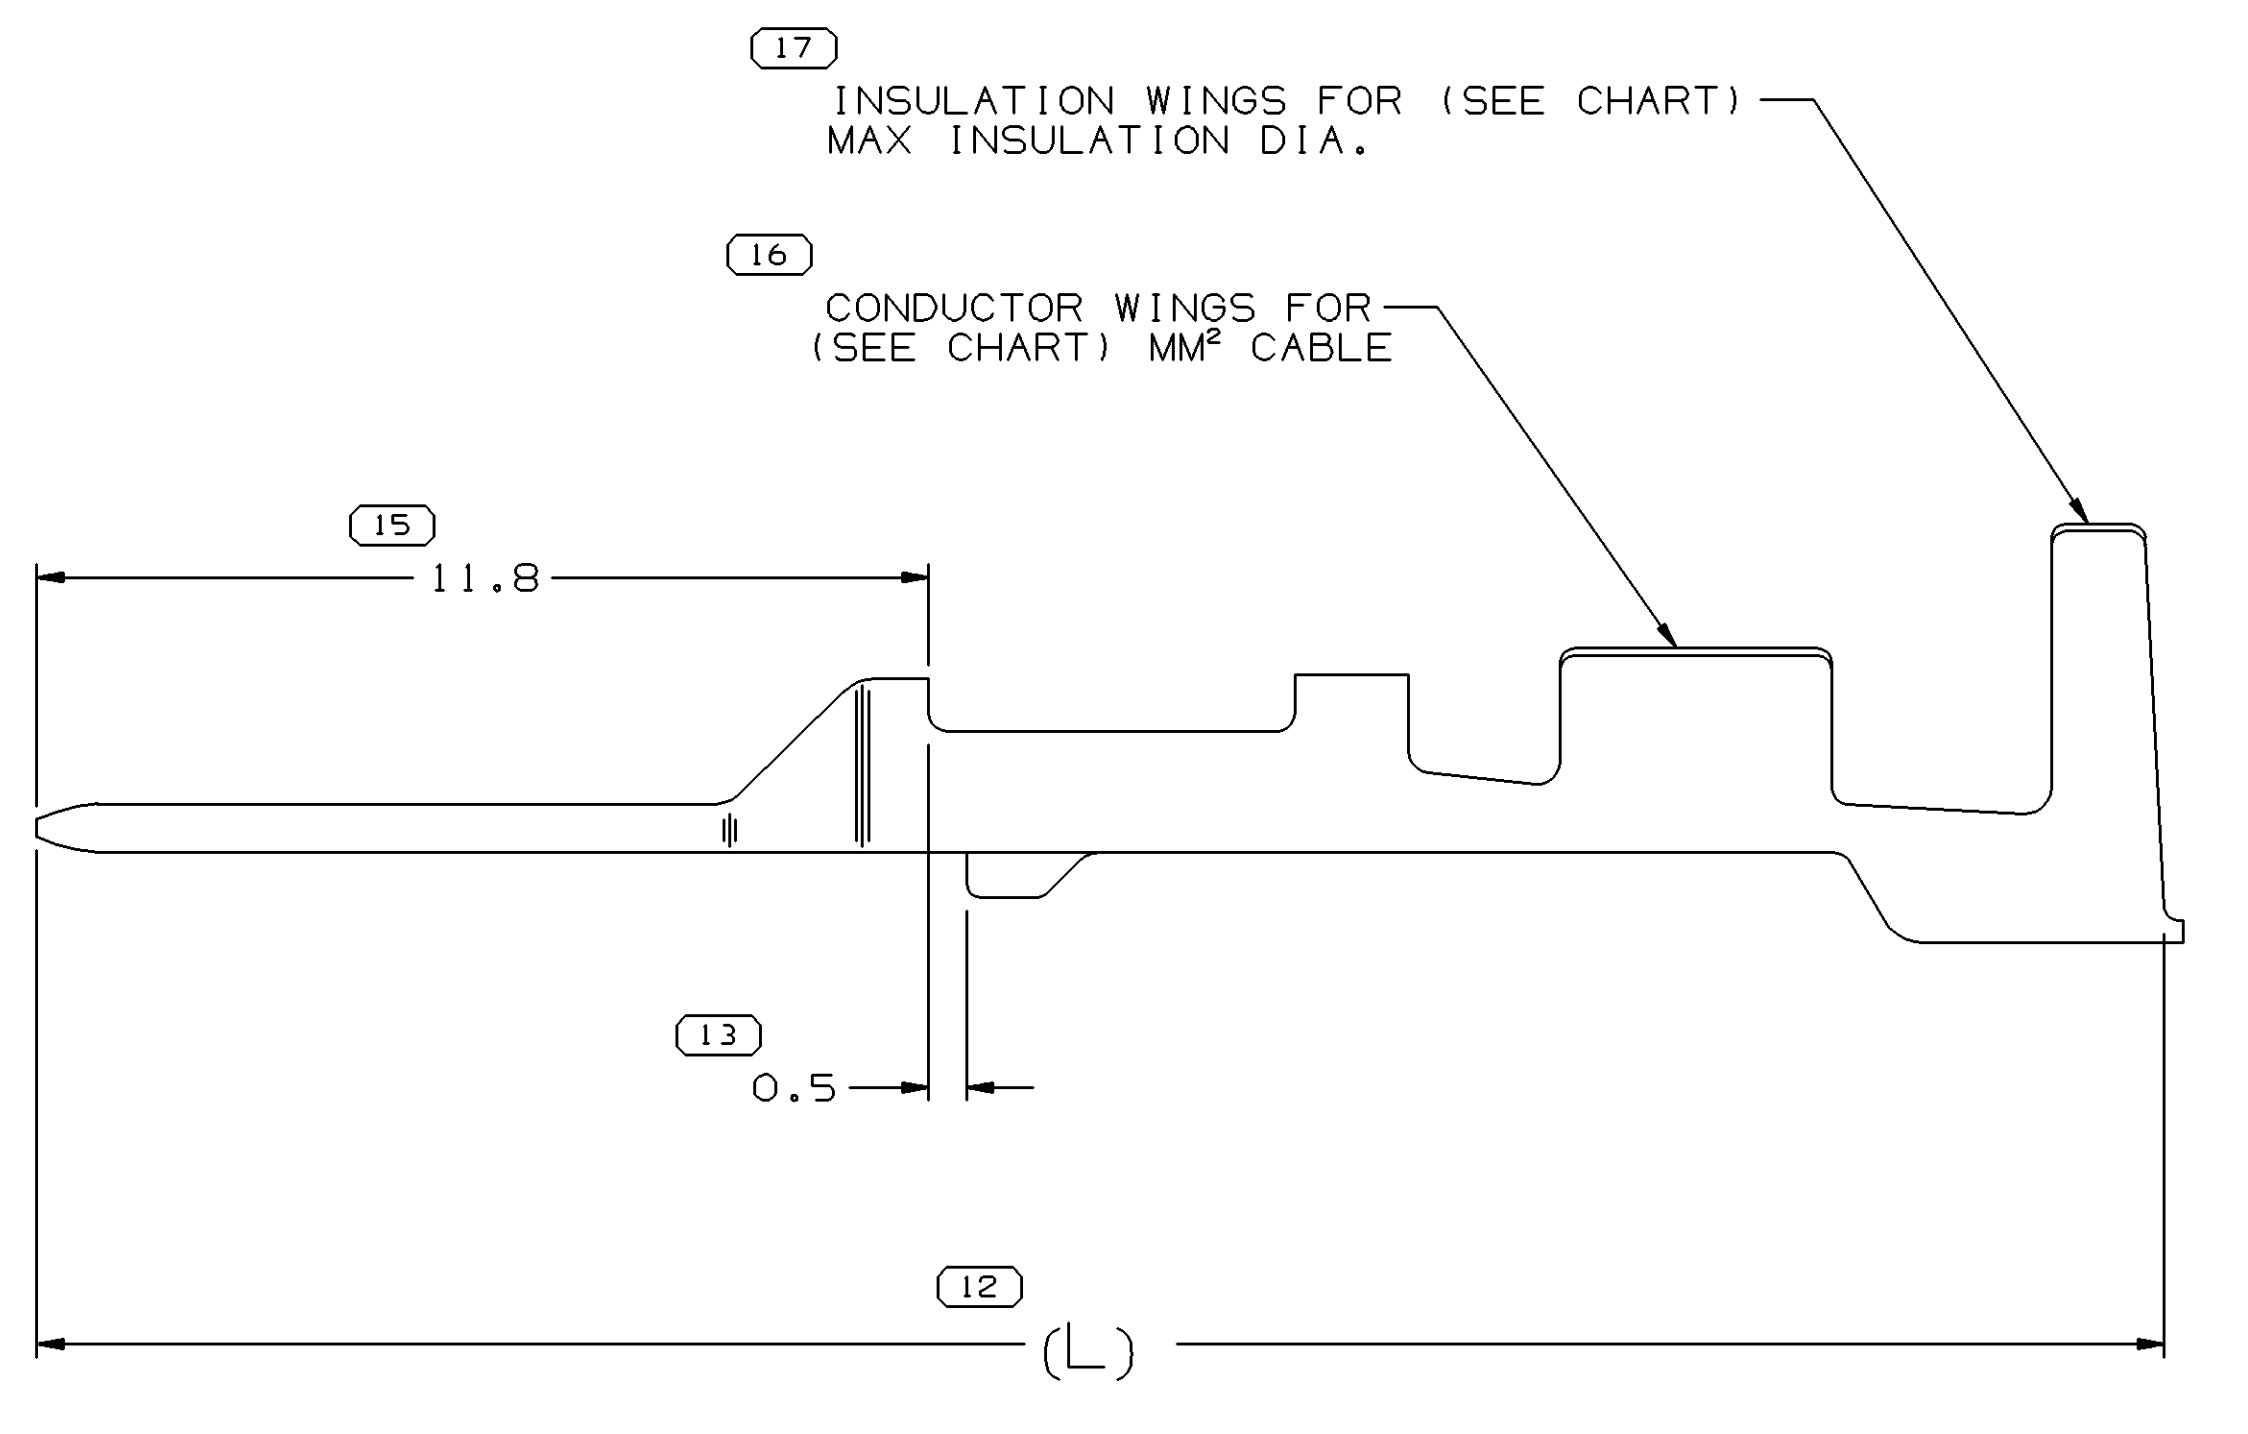 17
INSULATION WINGS FOR (SEE CHART)
MAX INSULATION DIA.
16
CONDUCTOR WINGS FOR
(SEE CHART) MM² CABLE
15
11.8
13
0.5
12
(L)